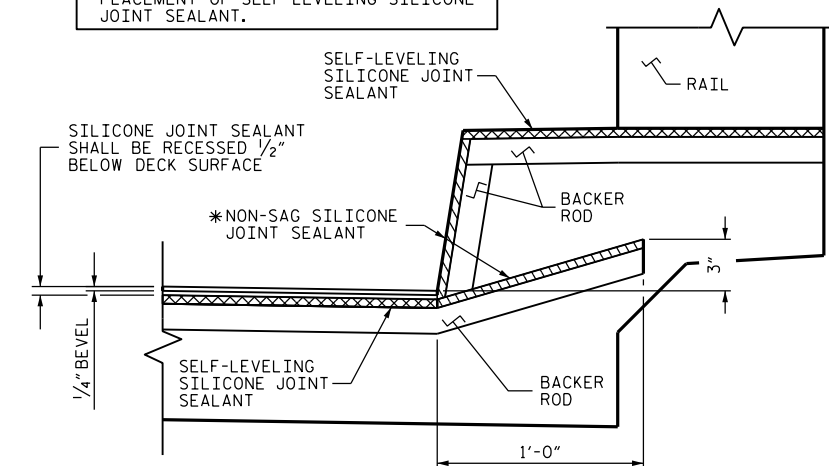 PLACEMENT OF SELF-LEVELING SILICONE
JOINT SEALANT.
SELF-LEVELING
SILICONE JOINT
SEALANT
RAIL
SILICONE JOINT SEALANT
SHALL BE RECESSED 1/2"
BELOW DECK SURFACE
BACKER
ROD
*NON-SAG SILICONE
JOINT SEALANT
3"
1/4" BEVEL
SELF-LEVELING
SILICONE JOINT
SEALANT
BACKER
ROD
1'-0"